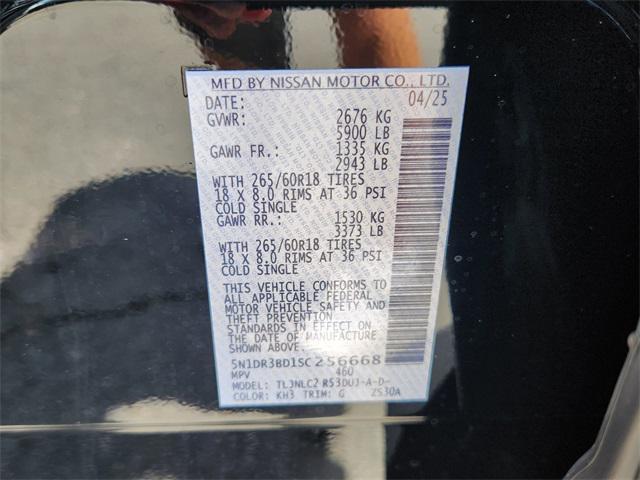 MFD BY NISSAN MOTOR CO., LTD.
DATE: 04/25
GVWR: 2676 KG
5900 LB
GAWR FR.: 1335 KG
2943 LB
WITH 265/60R18 TIRES
18 X 8.0 RIMS AT 36 PSI
COLD SINGLE
GAWR RR.: 1530 KG
3373 LB
WITH 265/60R18 TIRES
18 X 8.0 RIMS AT 36 PSI
COLD SINGLE
THIS VEHICLE CONFORMS TO
ALL APPLICABLE FEDERAL
MOTOR VEHICLE SAFETY AND
THEFT PREVENTION
STANDARDS IN EFFECT ON
THE DATE OF MANUFACTURE
SHOWN ABOVE.
5N1DR3BD1SC256668
MPV 460
MODEL: TLJNLC2 R53DUJ-A-D-
COLOR: KH3 TRIM: G ZS30A